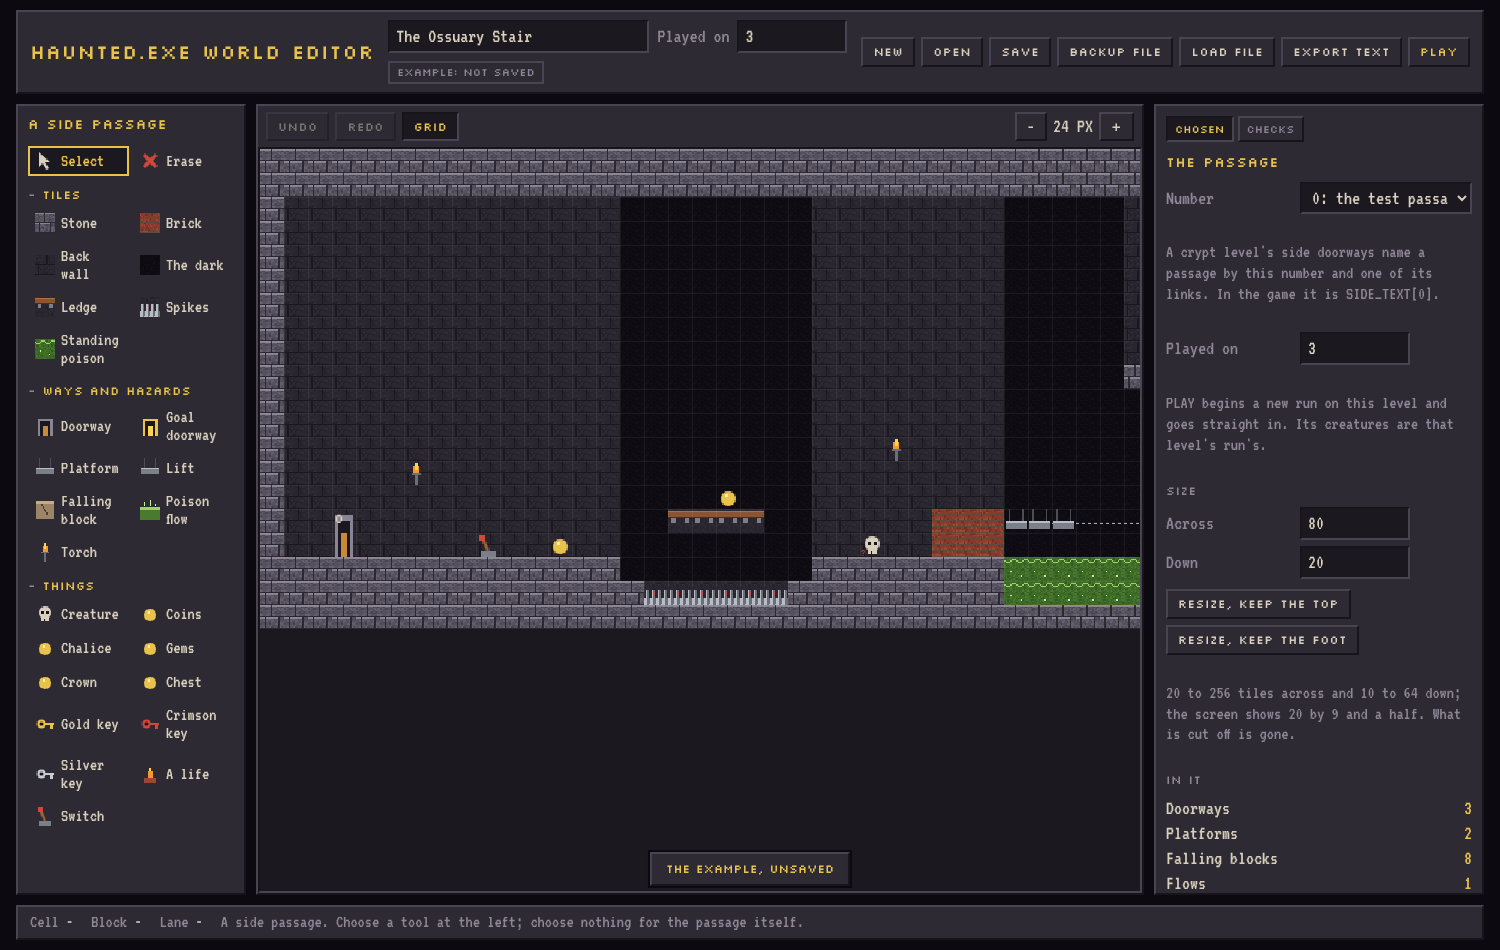 HAUNTED.EXE WORLD EDITOR
The Ossuary Stair
Played on
3
EXAMPLE: NOT SAVED
NEW
OPEN
SAVE
BACKUP FILE
LOAD FILE
EXPORT TEXT
PLAY
A SIDE PASSAGE
Select
Erase
- TILES
Stone
Brick
Back
wall
The dark
Ledge
Spikes
Standing
poison
- WAYS AND HAZARDS
Doorway
Goal
doorway
Platform
Lift
Falling
block
Poison
flow
Torch
- THINGS
Creature
Coins
Chalice
Gems
Crown
Chest
Gold key
Crimson
key
Silver
key
A life
Switch
UNDO
REDO
GRID
-
24 PX
+
THE EXAMPLE, UNSAVED
CHOSEN
CHECKS
THE PASSAGE
Number
0: the test passa
A crypt level's side doorways name a
passage by this number and one of its
links. In the game it is SIDE_TEXT[0].
Played on
3
PLAY begins a new run on this level and
goes straight in. Its creatures are that
level's run's.
SIZE
Across
80
Down
20
RESIZE, KEEP THE TOP
RESIZE, KEEP THE FOOT
20 to 256 tiles across and 10 to 64 down;
the screen shows 20 by 9 and a half. What
is cut off is gone.
IN IT
Doorways 3
Platforms 2
Falling blocks 8
Flows 1
Cell - Block - Lane - A side passage. Choose a tool at the left; choose nothing for the passage itself.